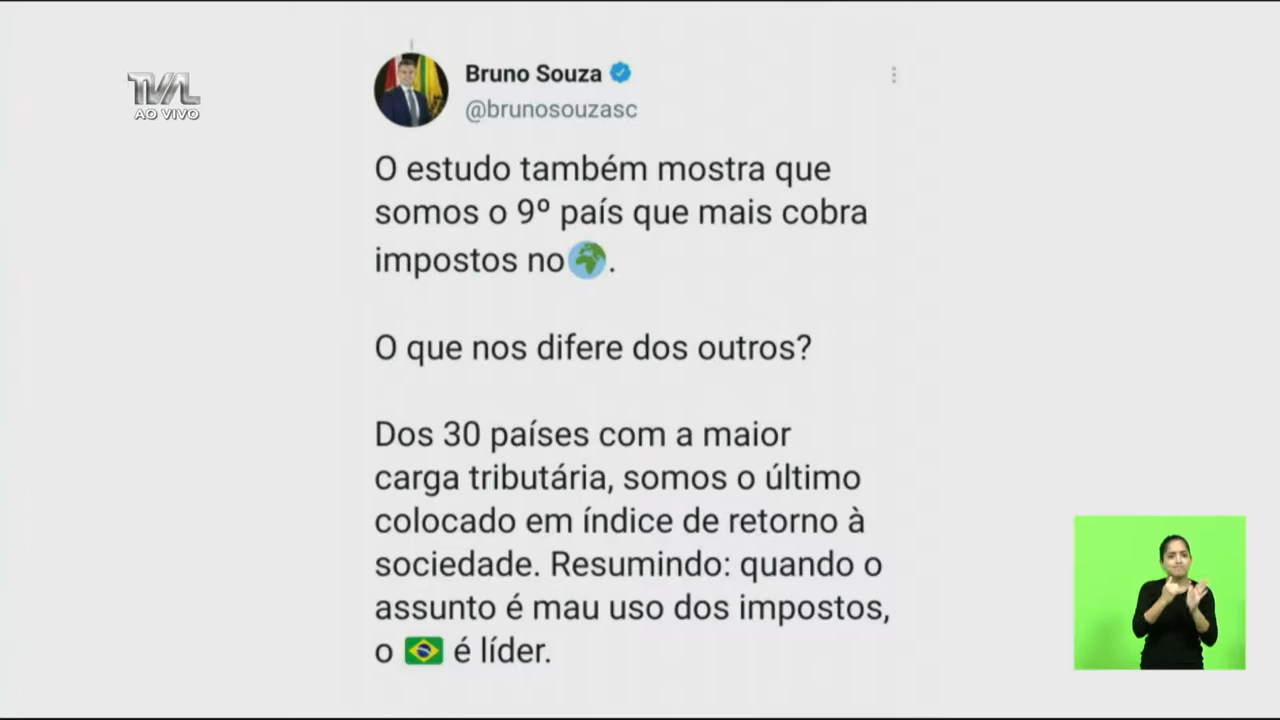 TVAL
AO VIVO
Bruno Souza
@brunosouzasc
O estudo também mostra que
somos o 9º país que mais cobra
impostos no🌍.
O que nos difere dos outros?
Dos 30 países com a maior
carga tributária, somos o último
colocado em índice de retorno à
sociedade. Resumindo: quando o
assunto é mau uso dos impostos,
o 🇧🇷 é líder.